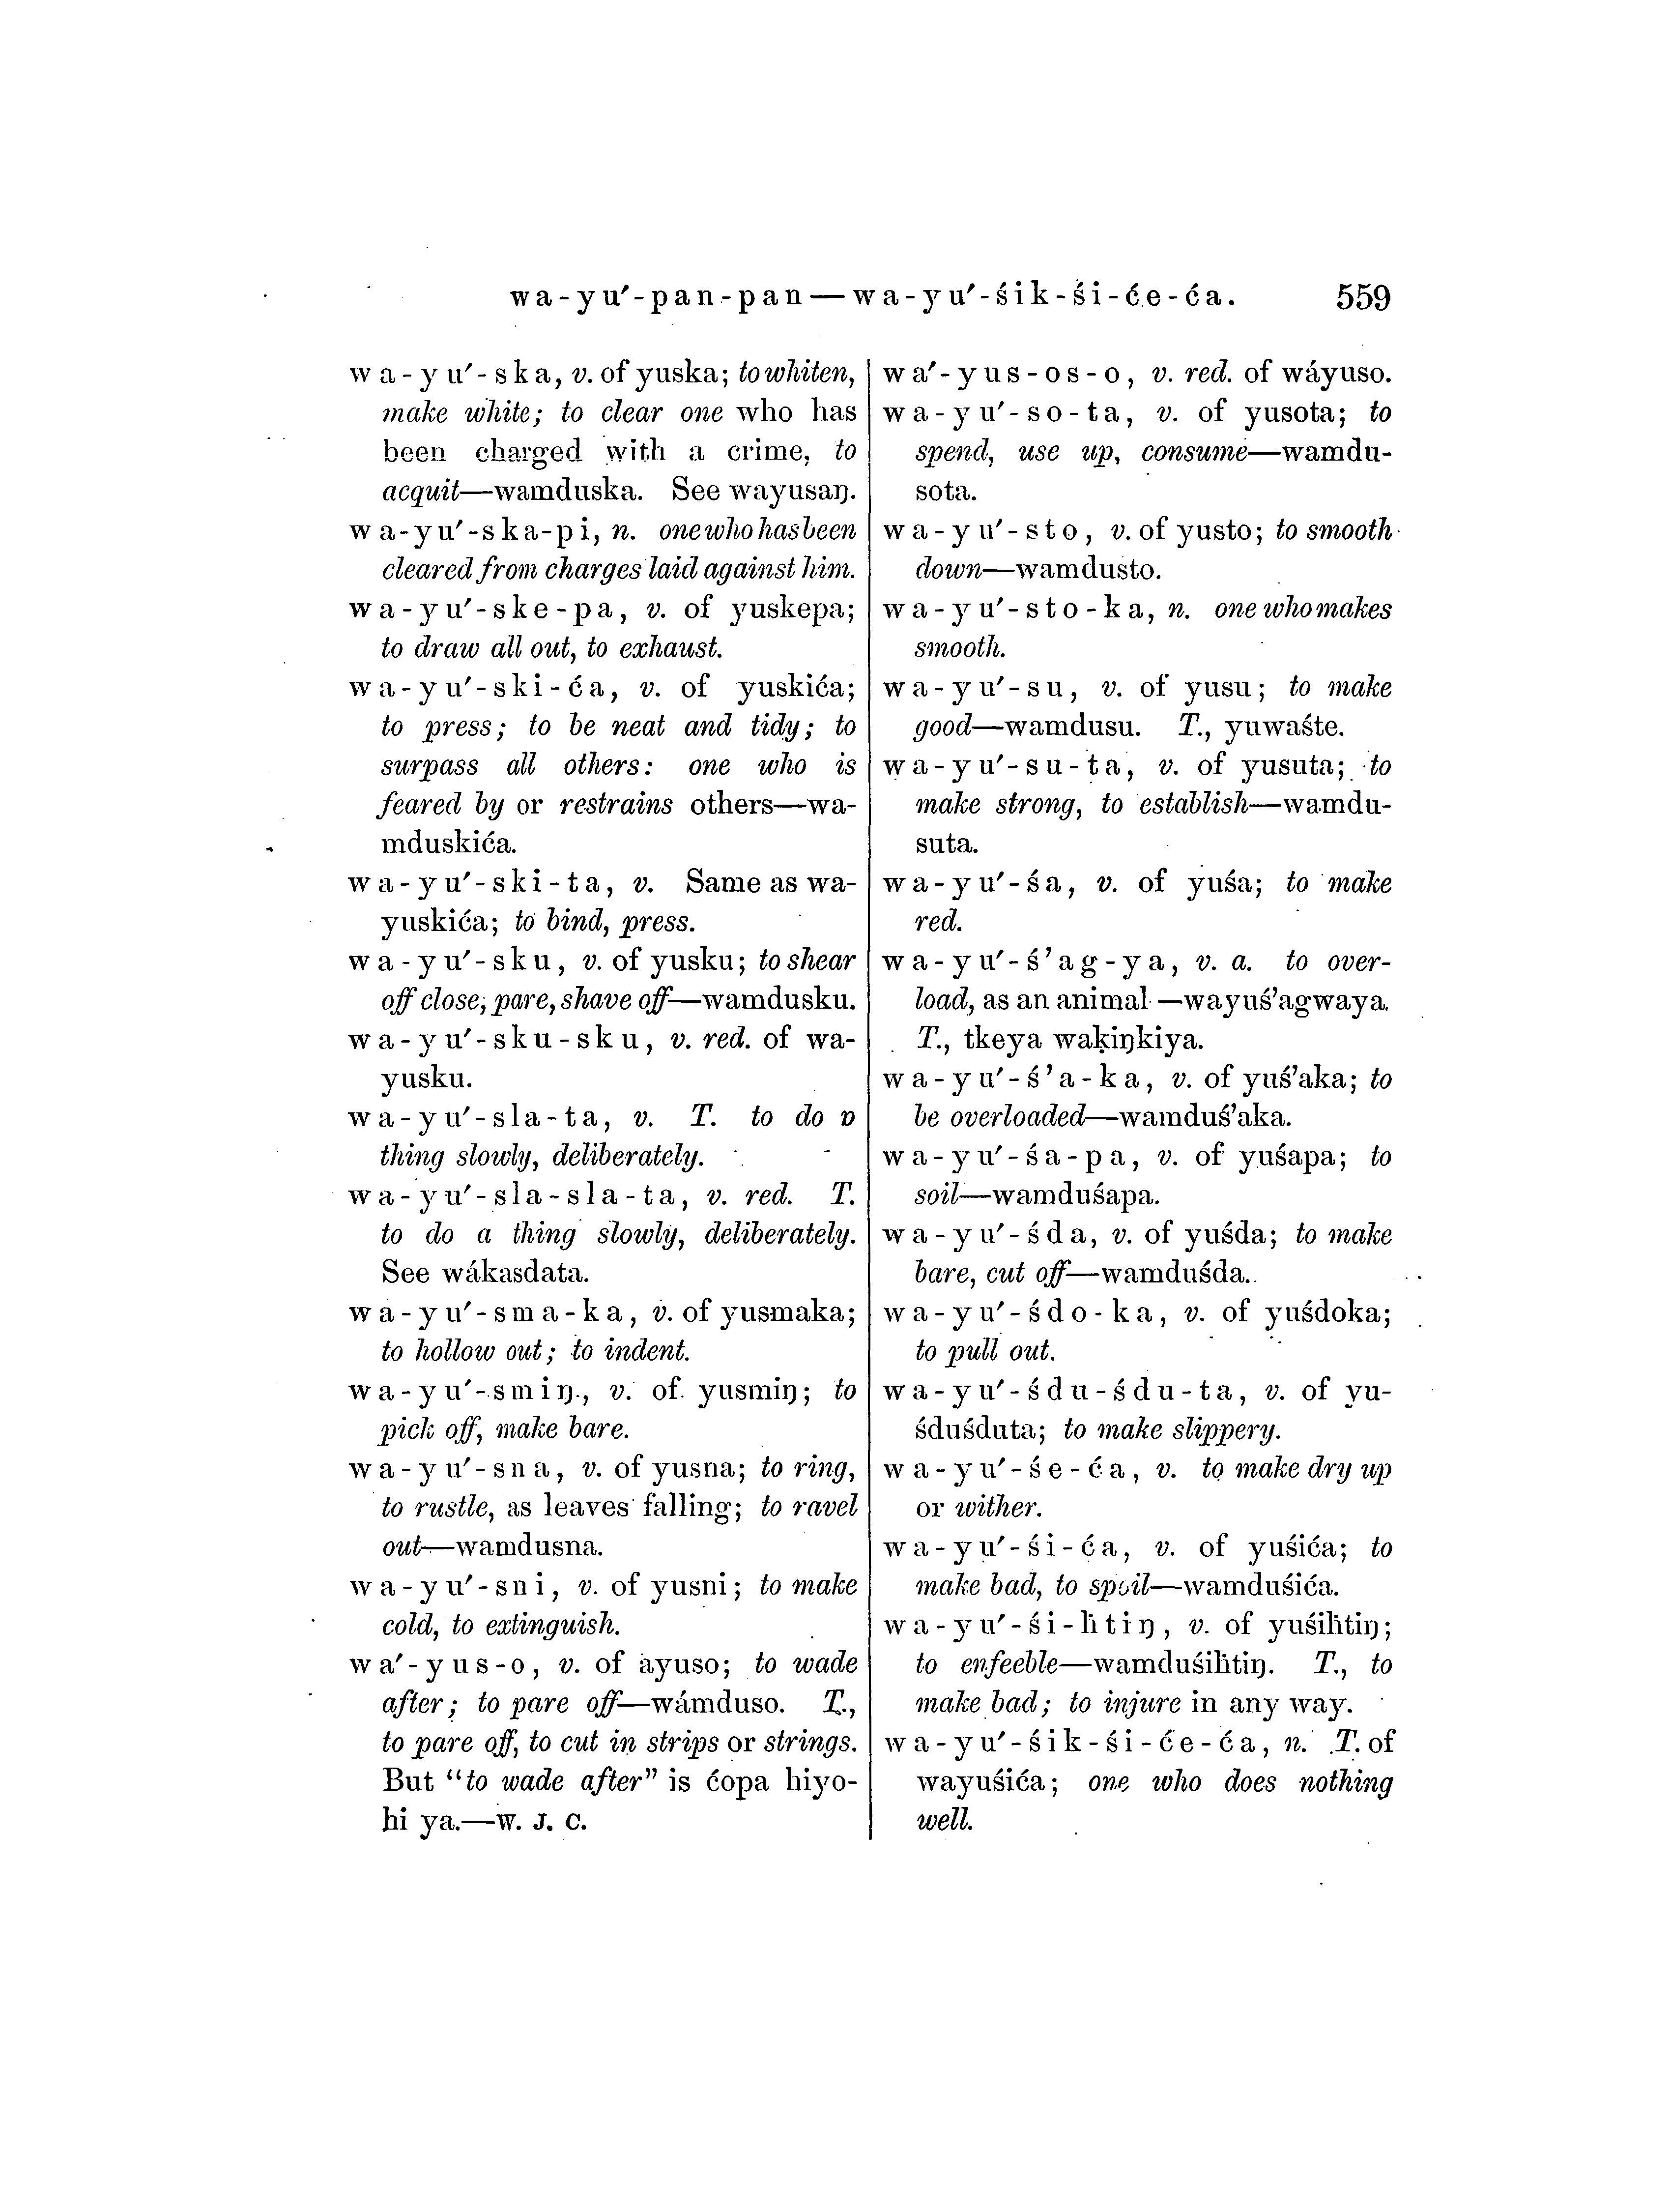 wa-yu′-pan-pan—wa-yu′-śik-śi-će-ća. 559
wa-yu′-ska, v. of yuska; to whiten,
make white; to clear one who has
been charged with a crime, to
acquit—wamduska. See wayusaŋ.
wa-yu′-ska-pi, n. one who has been
cleared from charges laid against him.
wa-yu′-ske-pa, v. of yuskepa;
to draw all out, to exhaust.
wa-yu′-ski-ća, v. of yuskića;
to press; to be neat and tidy; to
surpass all others: one who is
feared by or restrains others—wa-
mduskića.
wa-yu′-ski-ta, v. Same as wa-
yuskića; to bind, press.
wa-yu′-sku, v. of yusku; to shear
off close, pare, shave off—wamdusku.
wa-yu′-sku-sku, v. red. of wa-
yusku.
wa-yu′-sla-ta, v. T. to do a
thing slowly, deliberately.
wa-yu′-sla-sla-ta, v. red. T.
to do a thing slowly, deliberately.
See wákasdata.
wa-yu′-sma-ka, v. of yusmaka;
to hollow out; to indent.
wa-yu′-smiŋ, v. of yusmiŋ; to
pick off, make bare.
wa-yu′-sna, v. of yusna; to ring,
to rustle, as leaves falling; to ravel
out—wamdusna.
wa-yu′-sni, v. of yusni; to make
cold, to extinguish.
wa′-yus-o, v. of ayuso; to wade
after; to pare off—wámduso. T.,
to pare off, to cut in strips or strings.
But “to wade after” is ćopa hiyo-
hi ya.—W. J. C.
wa′-yus-os-o, v. red. of wáyuso.
wa-yu′-so-ta, v. of yusota; to
spend, use up, consume—wamdu-
sota.
wa-yu′-sto, v. of yusto; to smooth
down—wamdusto.
wa-yu′-sto-ka, n. one who makes
smooth.
wa-yu′-su, v. of yusu; to make
good—wamdusu. T., yuwaśte.
wa-yu′-su-ta, v. of yusuta; to
make strong, to establish—wamdu-
suta.
wa-yu′-śa, v. of yuśa; to make
red.
wa-yu′-ś’ag-ya, v. a. to over-
load, as an animal—wayuś’agwaya.
T., tkeya waḳiŋkiya.
wa-yu′-ś’a-ka, v. of yuś’aka; to
be overloaded—wamduś’aka.
wa-yu′-śa-pa, v. of yuśapa; to
soil—wamduśapa.
wa-yu′-śda, v. of yuśda; to make
bare, cut off—wamduśda.
wa-yu′-śdo-ka, v. of yuśdoka;
to pull out.
wa-yu′-śdu-śdu-ta, v. of yu-
śduśduta; to make slippery.
wa-yu′-śe-ća, v. to make dry up
or wither.
wa-yu′-śi-ća, v. of yuśića; to
make bad, to spoil—wamduśića.
wa-yu′-śi-ḣtiŋ, v. of yuśiḣtiŋ;
to enfeeble—wamduśiḣtiŋ. T., to
make bad; to injure in any way.
wa-yu′-śik-śi-će-ća, n. T. of
wayuśića; one who does nothing
well.